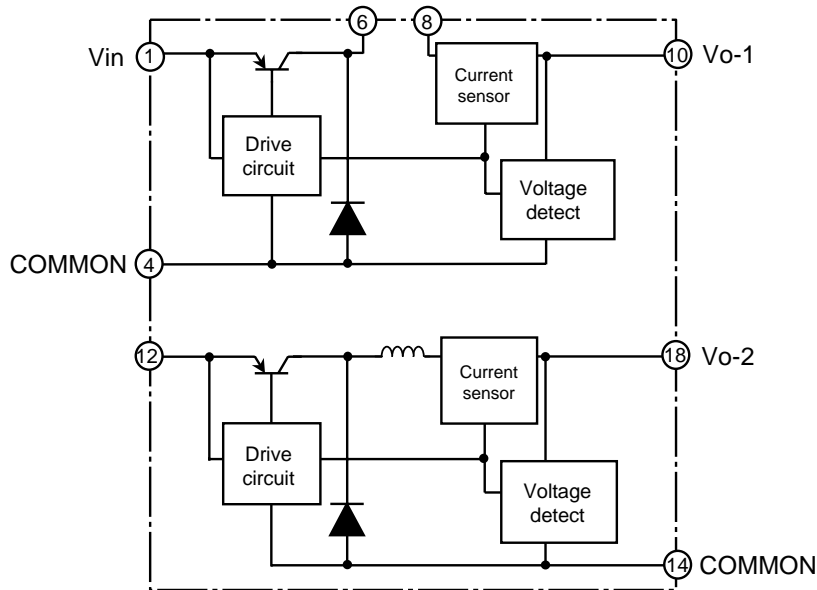 6 8
Vin 1 10 Vo-1
Current
sensor
Drive
circuit
Voltage
detect
COMMON 4
12 18 Vo-2
Current
sensor
Drive
circuit
Voltage
detect
14 COMMON